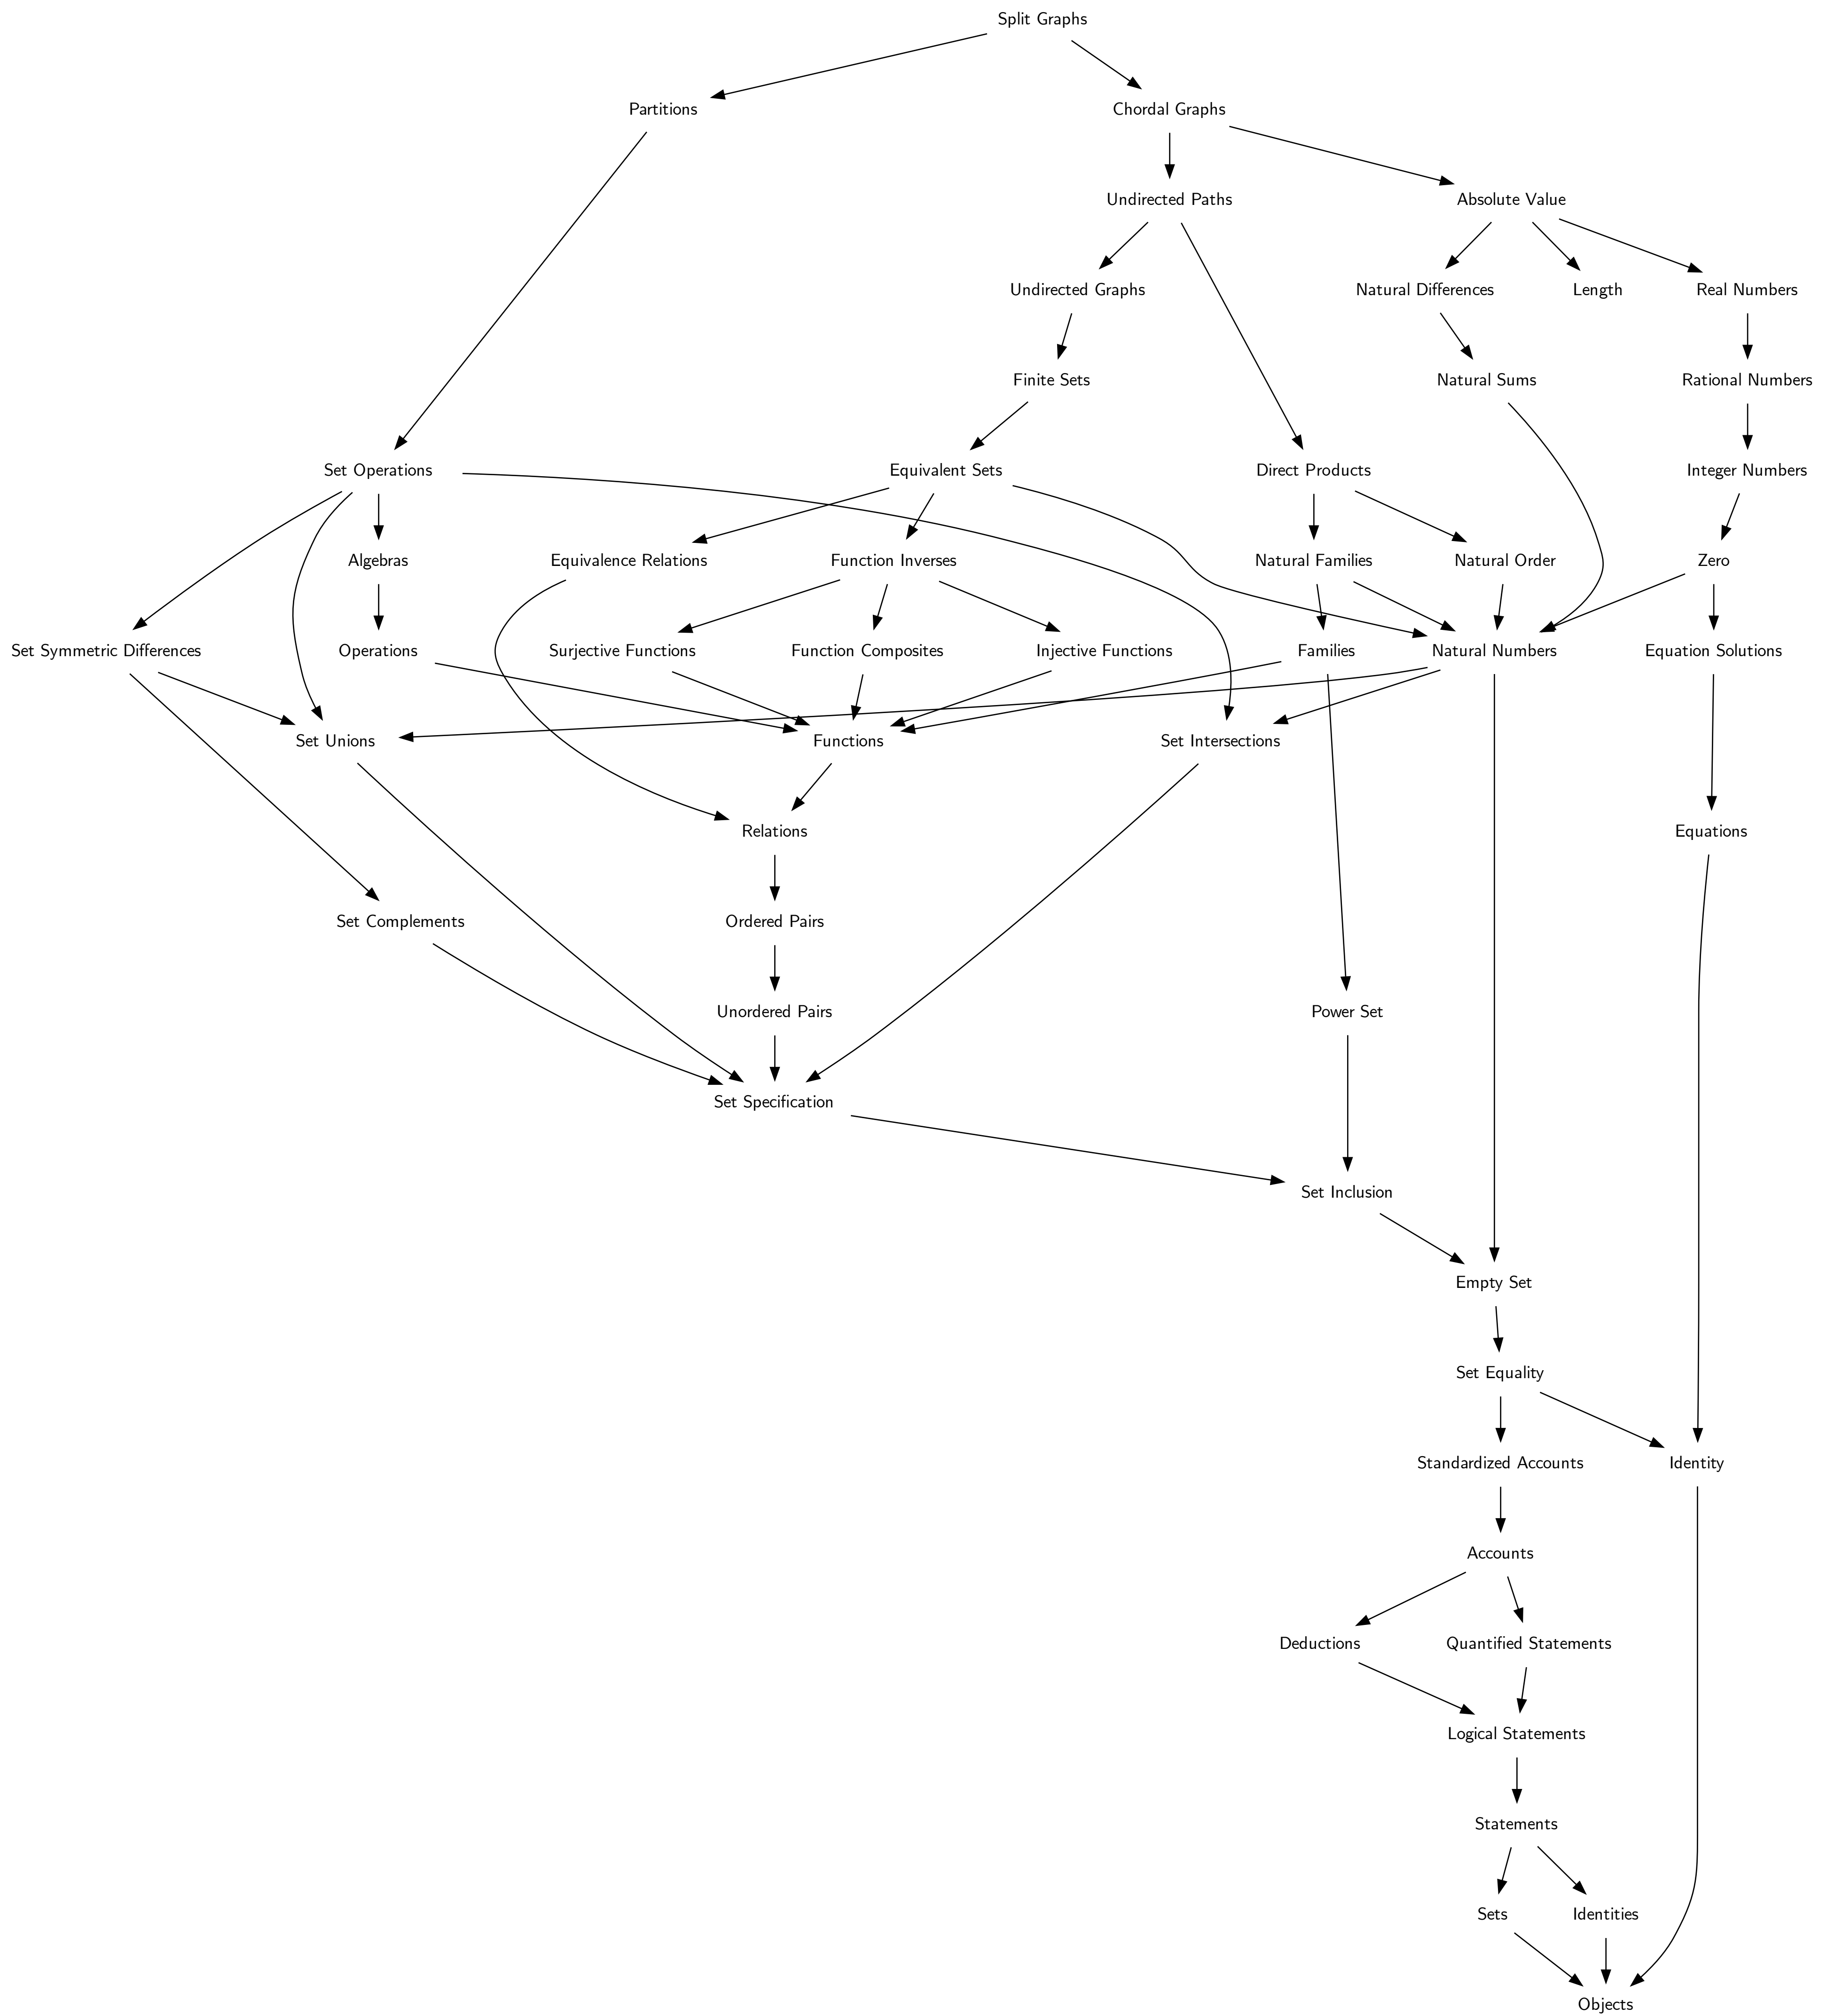 Split Graphs
Partitions
Chordal Graphs
Undirected Paths
Absolute Value
Undirected Graphs
Natural Differences
Length
Real Numbers
Finite Sets
Natural Sums
Rational Numbers
Set Operations
Equivalent Sets
Direct Products
Integer Numbers
Algebras
Equivalence Relations
Function Inverses
Natural Families
Natural Order
Zero
Set Symmetric Differences
Operations
Surjective Functions
Function Composites
Injective Functions
Families
Natural Numbers
Equation Solutions
Set Unions
Functions
Set Intersections
Relations
Equations
Set Complements
Ordered Pairs
Unordered Pairs
Power Set
Set Specification
Set Inclusion
Empty Set
Set Equality
Standardized Accounts
Identity
Accounts
Deductions
Quantified Statements
Logical Statements
Statements
Sets
Identities
Objects